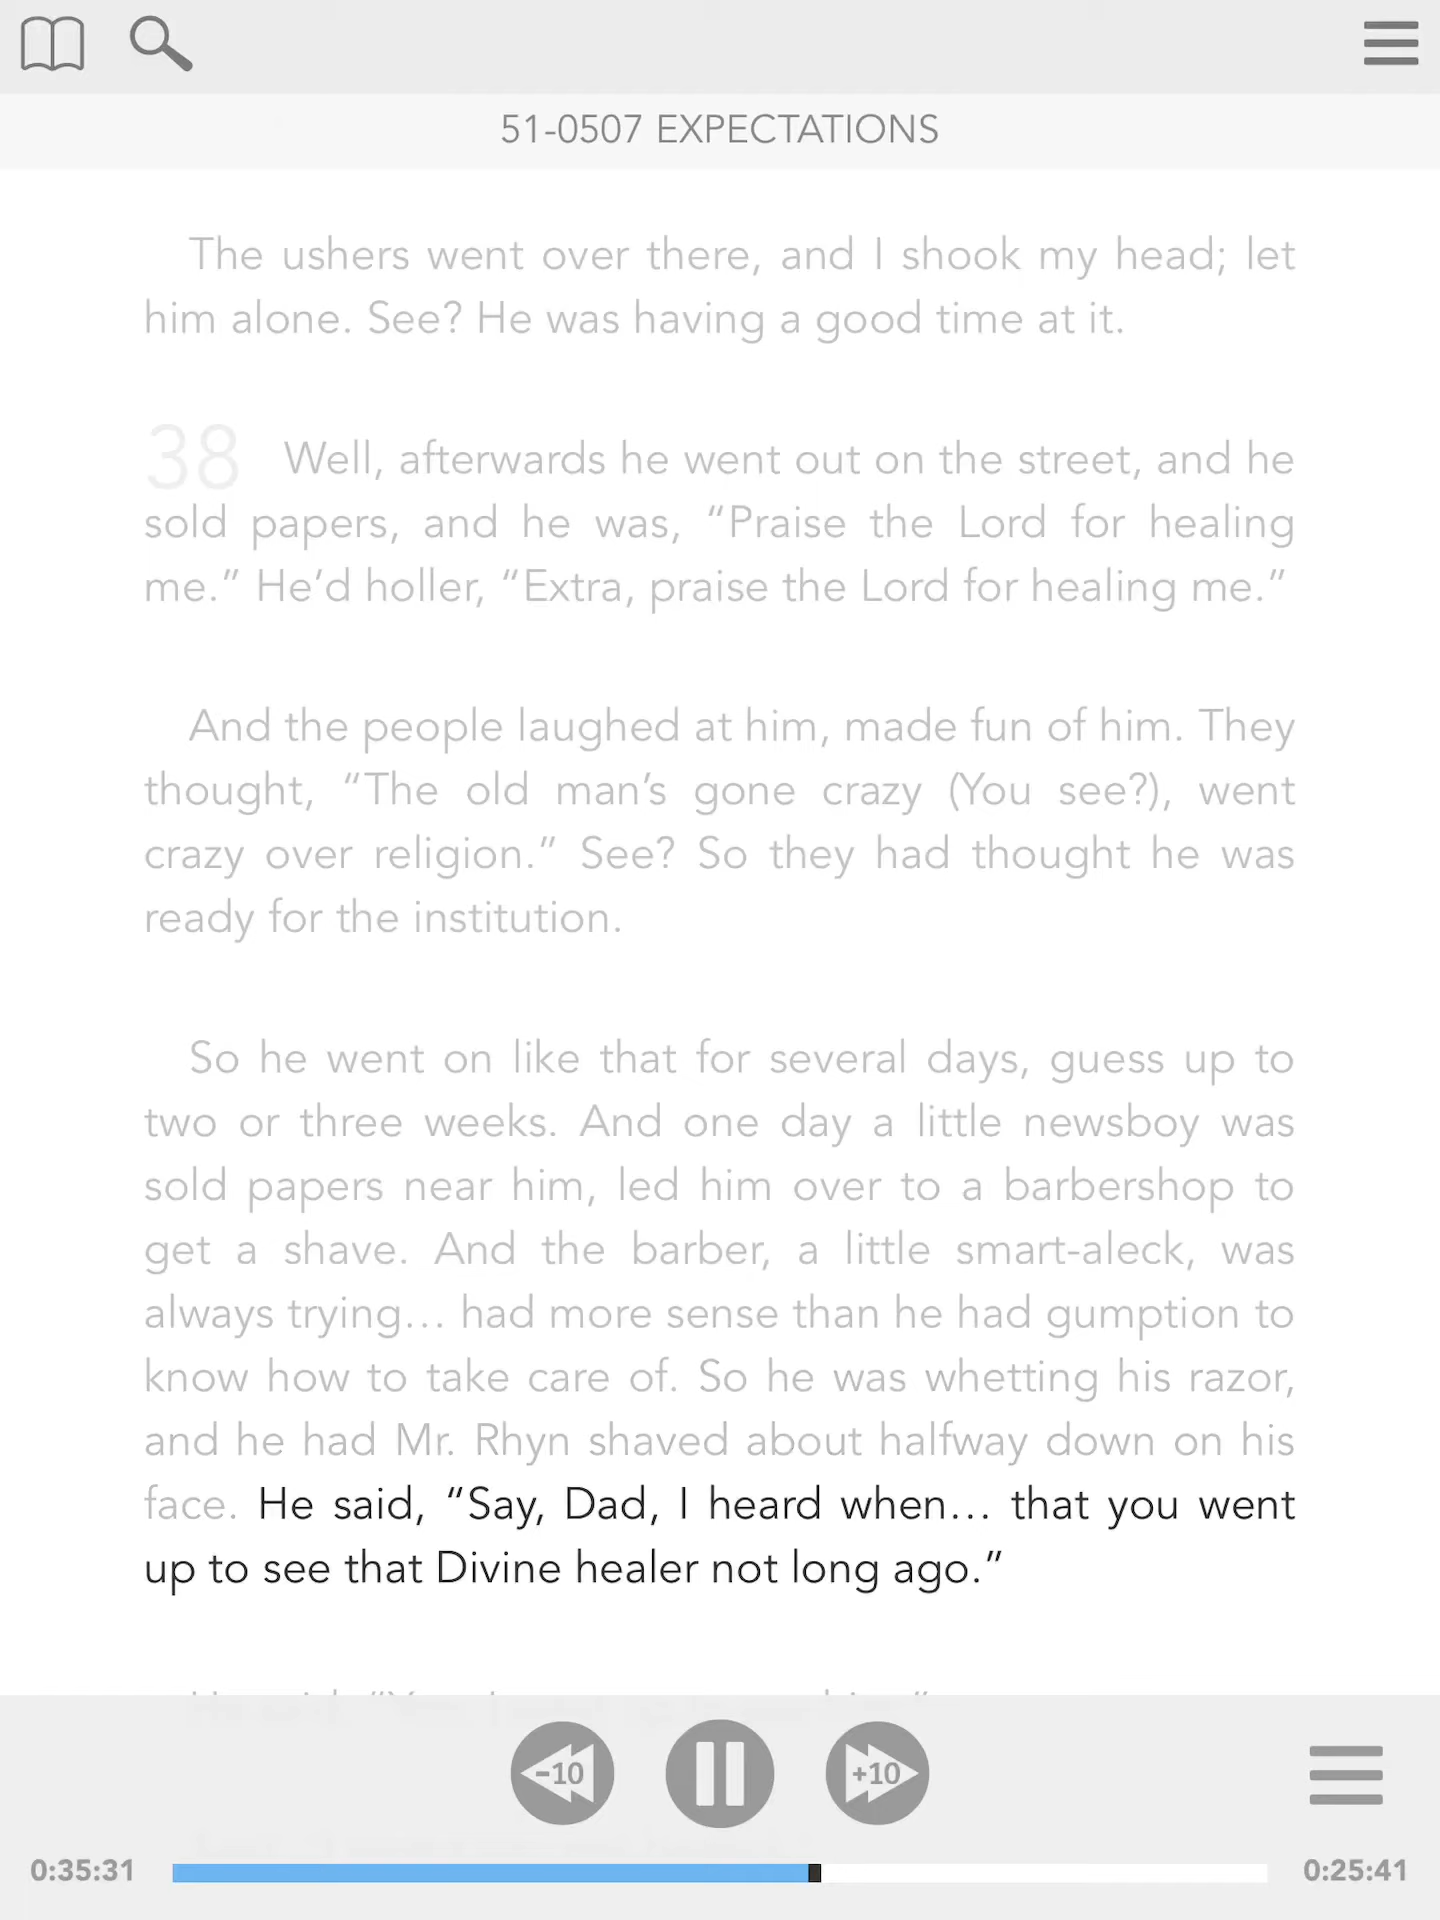 51-0507 EXPECTATIONS
The ushers went over there, and I shook my head; let
him alone. See? He was having a good time at it.
38 Well, afterwards he went out on the street, and he
sold papers, and he was, “Praise the Lord for healing
me.” He’d holler, “Extra, praise the Lord for healing me.”
And the people laughed at him, made fun of him. They
thought, “The old man’s gone crazy (You see?), went
crazy over religion.” See? So they had thought he was
ready for the institution.
So he went on like that for several days, guess up to
two or three weeks. And one day a little newsboy was
sold papers near him, led him over to a barbershop to
get a shave. And the barber, a little smart-aleck, was
always trying… had more sense than he had gumption to
know how to take care of. So he was whetting his razor,
and he had Mr. Rhyn shaved about halfway down on his
face. He said, “Say, Dad, I heard when… that you went
up to see that Divine healer not long ago.”
-10 +10
0:35:31 0:25:41